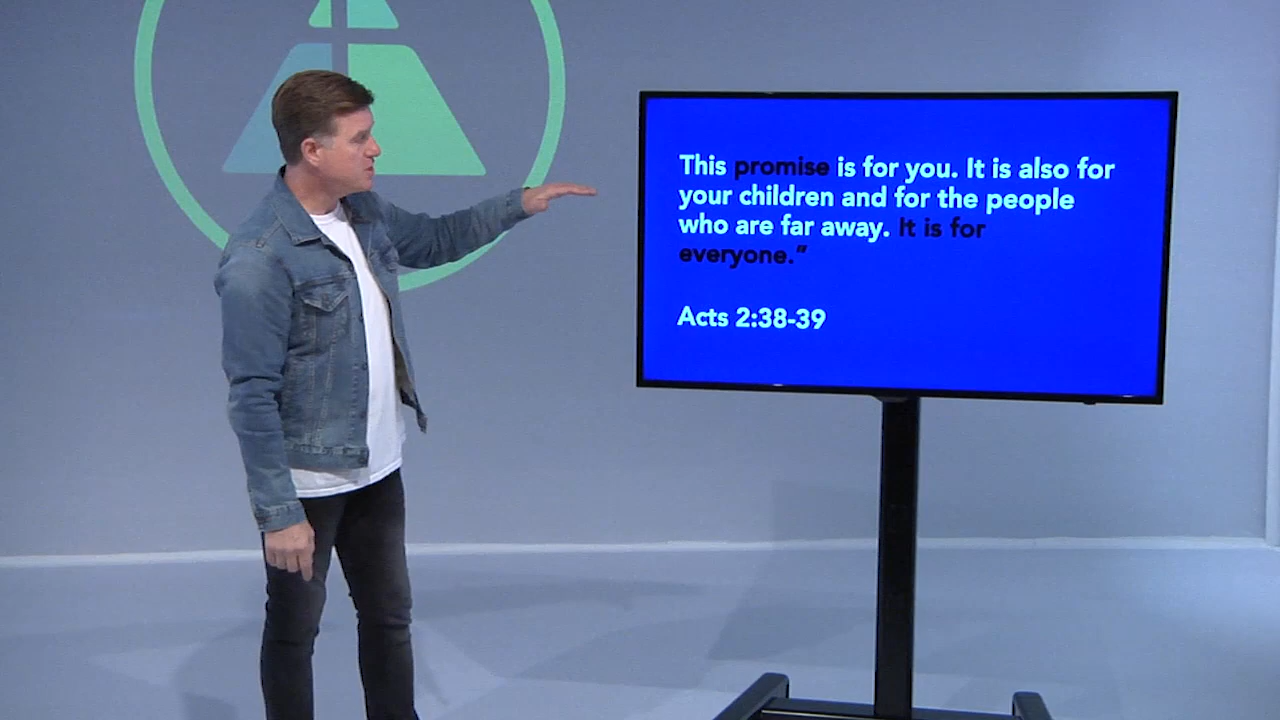 This promise is for you. It is also for
your children and for the people
who are far away. It is for
everyone.”
Acts 2:38-39